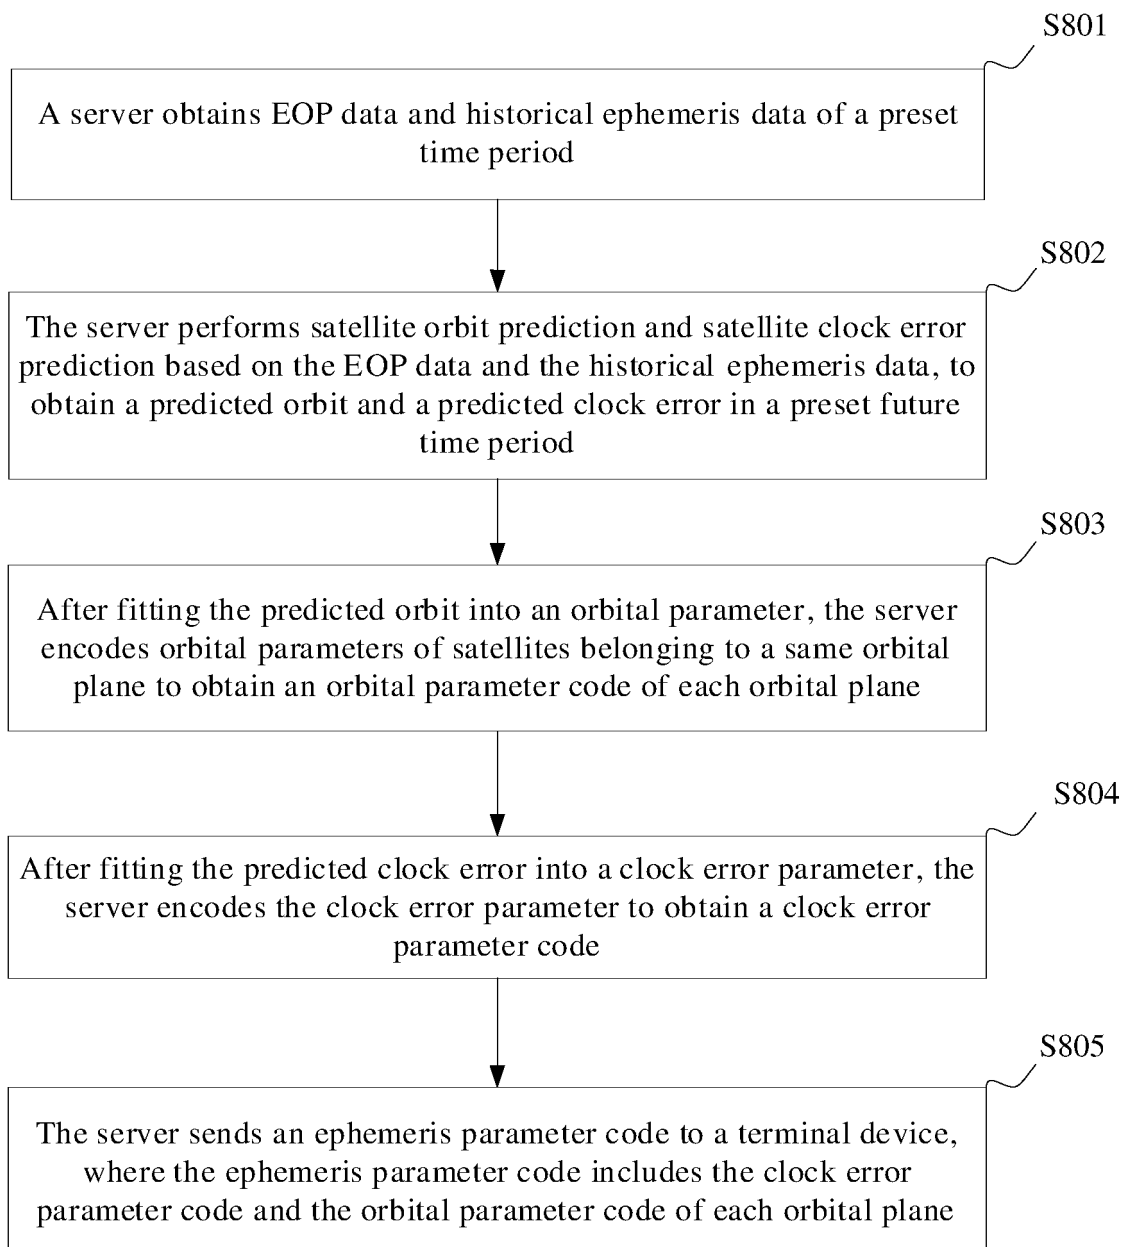 S801
A server obtains EOP data and historical ephemeris data of a preset
time period
S802
The server performs satellite orbit prediction and satellite clock error
prediction based on the EOP data and the historical ephemeris data, to
obtain a predicted orbit and a predicted clock error in a preset future
time period
S803
After fitting the predicted orbit into an orbital parameter, the server
encodes orbital parameters of satellites belonging to a same orbital
plane to obtain an orbital parameter code of each orbital plane
S804
After fitting the predicted clock error into a clock error parameter, the
server encodes the clock error parameter to obtain a clock error
parameter code
S805
The server sends an ephemeris parameter code to a terminal device,
where the ephemeris parameter code includes the clock error
parameter code and the orbital parameter code of each orbital plane